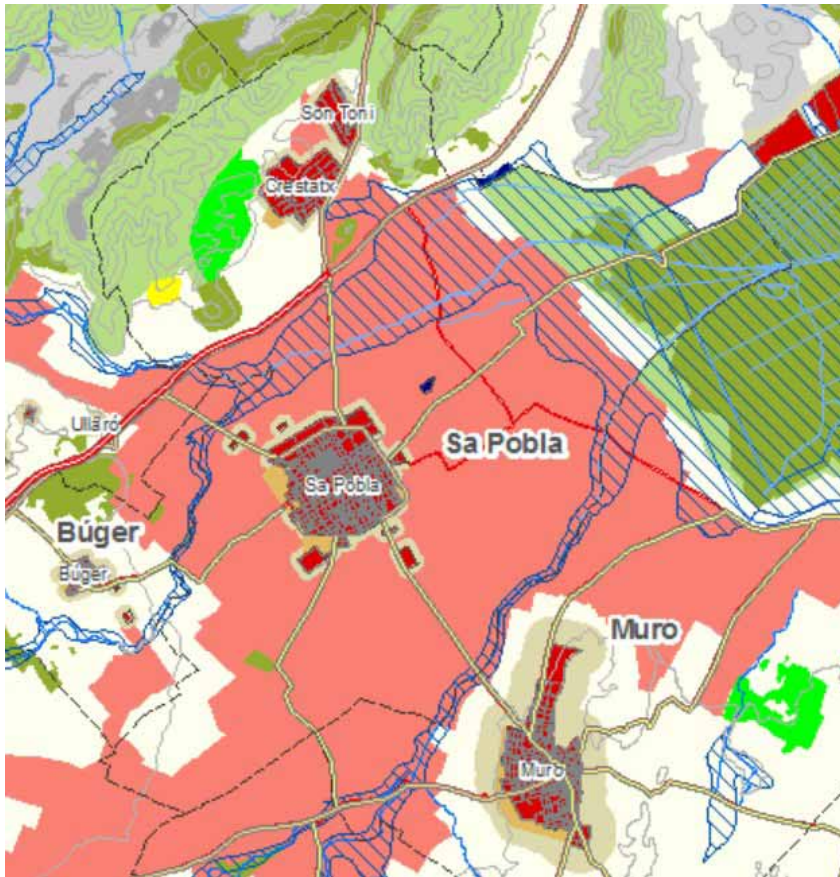 Son Toni
Crestatx
Ullaró
Sa Pobla
Sa Pobla
Búger
Búger
Muro
Muro